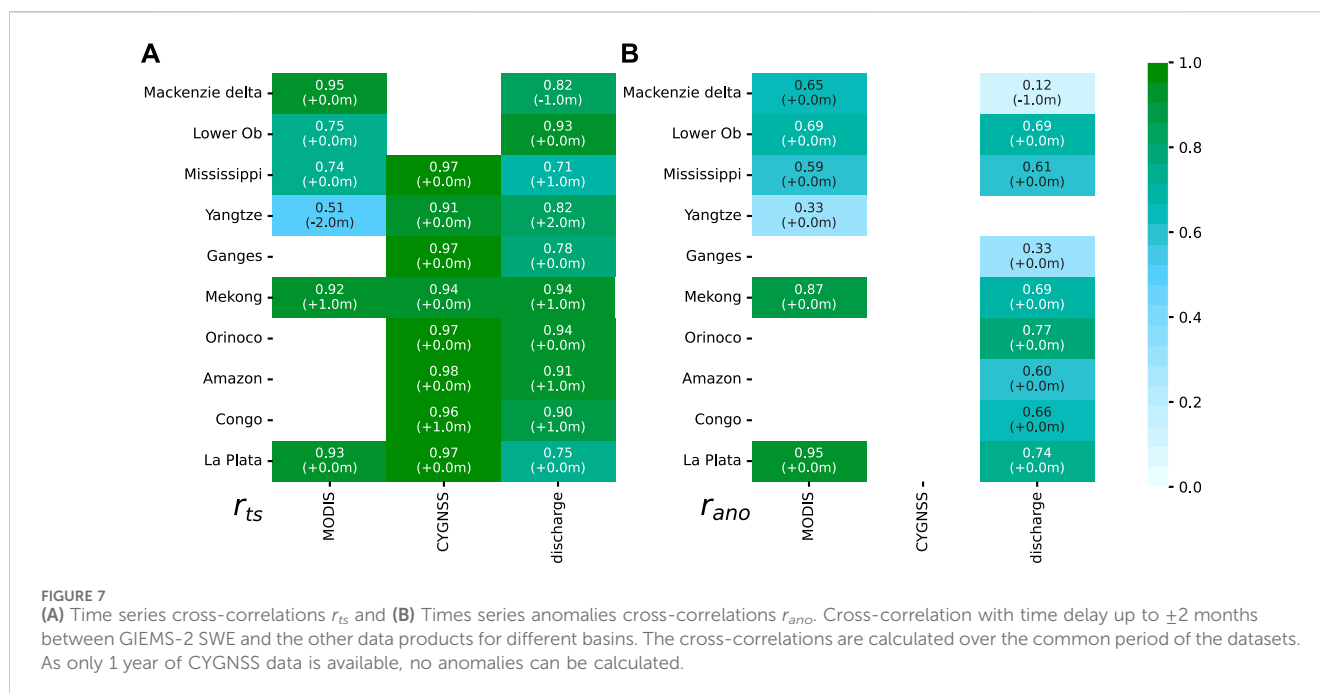 A
B
Mackenzie delta
Lower Ob
Mississippi
Yangtze
Ganges
Mekong
Orinoco
Amazon
Congo
La Plata
0.95
(+0.0m)
0.82
(-1.0m)
0.75
(+0.0m)
0.93
(+0.0m)
0.74
(+0.0m)
0.97
(+0.0m)
0.71
(+1.0m)
0.51
(-2.0m)
0.91
(+0.0m)
0.82
(+2.0m)
0.97
(+0.0m)
0.78
(+0.0m)
0.92
(+1.0m)
0.94
(+0.0m)
0.94
(+1.0m)
0.97
(+0.0m)
0.94
(+0.0m)
0.98
(+0.0m)
0.91
(+1.0m)
0.96
(+1.0m)
0.90
(+1.0m)
0.93
(+0.0m)
0.97
(+0.0m)
0.75
(+0.0m)
r_ts
MODIS
CYGNSS
discharge
Mackenzie delta
Lower Ob
Mississippi
Yangtze
Ganges
Mekong
Orinoco
Amazon
Congo
La Plata
0.65
(+0.0m)
0.12
(-1.0m)
0.69
(+0.0m)
0.69
(+0.0m)
0.59
(+0.0m)
0.61
(+0.0m)
0.33
(+0.0m)
0.33
(+0.0m)
0.87
(+0.0m)
0.69
(+0.0m)
0.77
(+0.0m)
0.60
(+0.0m)
0.66
(+0.0m)
0.95
(+0.0m)
0.74
(+0.0m)
r_ano
MODIS
CYGNSS
discharge
1.0
0.8
0.6
0.4
0.2
0.0
FIGURE 7
(A) Time series cross-correlations r_ts and (B) Times series anomalies cross-correlations r_ano. Cross-correlation with time delay up to ±2 months
between GIEMS-2 SWE and the other data products for different basins. The cross-correlations are calculated over the common period of the datasets.
As only 1 year of CYGNSS data is available, no anomalies can be calculated.